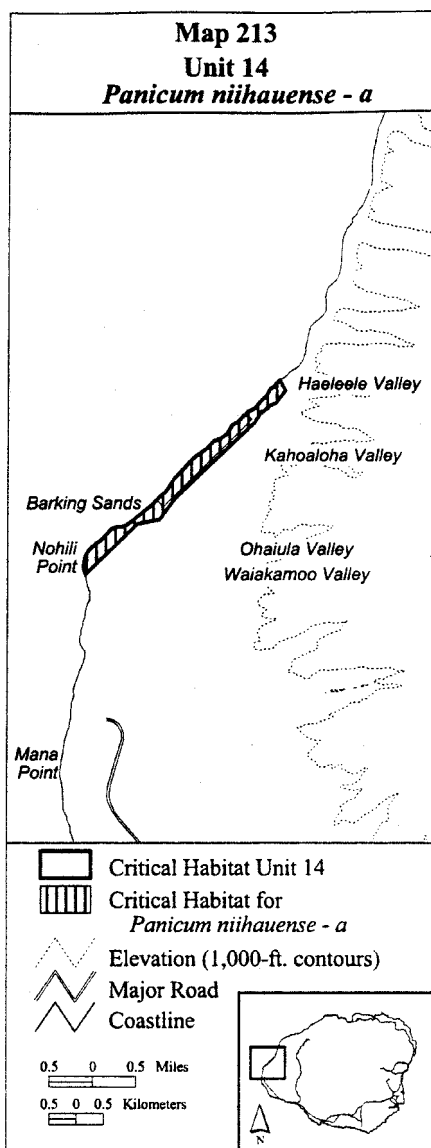 Map 213
Unit 14
Panicum niihauense - a
Haeleele Valley
Kahoaloha Valley
Barking Sands
Nohili
Point
Ohaiula Valley
Waiakamoo Valley
Mana
Point
Critical Habitat Unit 14
Critical Habitat for
Panicum niihauense - a
Elevation (1,000-ft. contours)
Major Road
Coastline
0.5 0 0.5 Miles
0.5 0 0.5 Kilometers
N